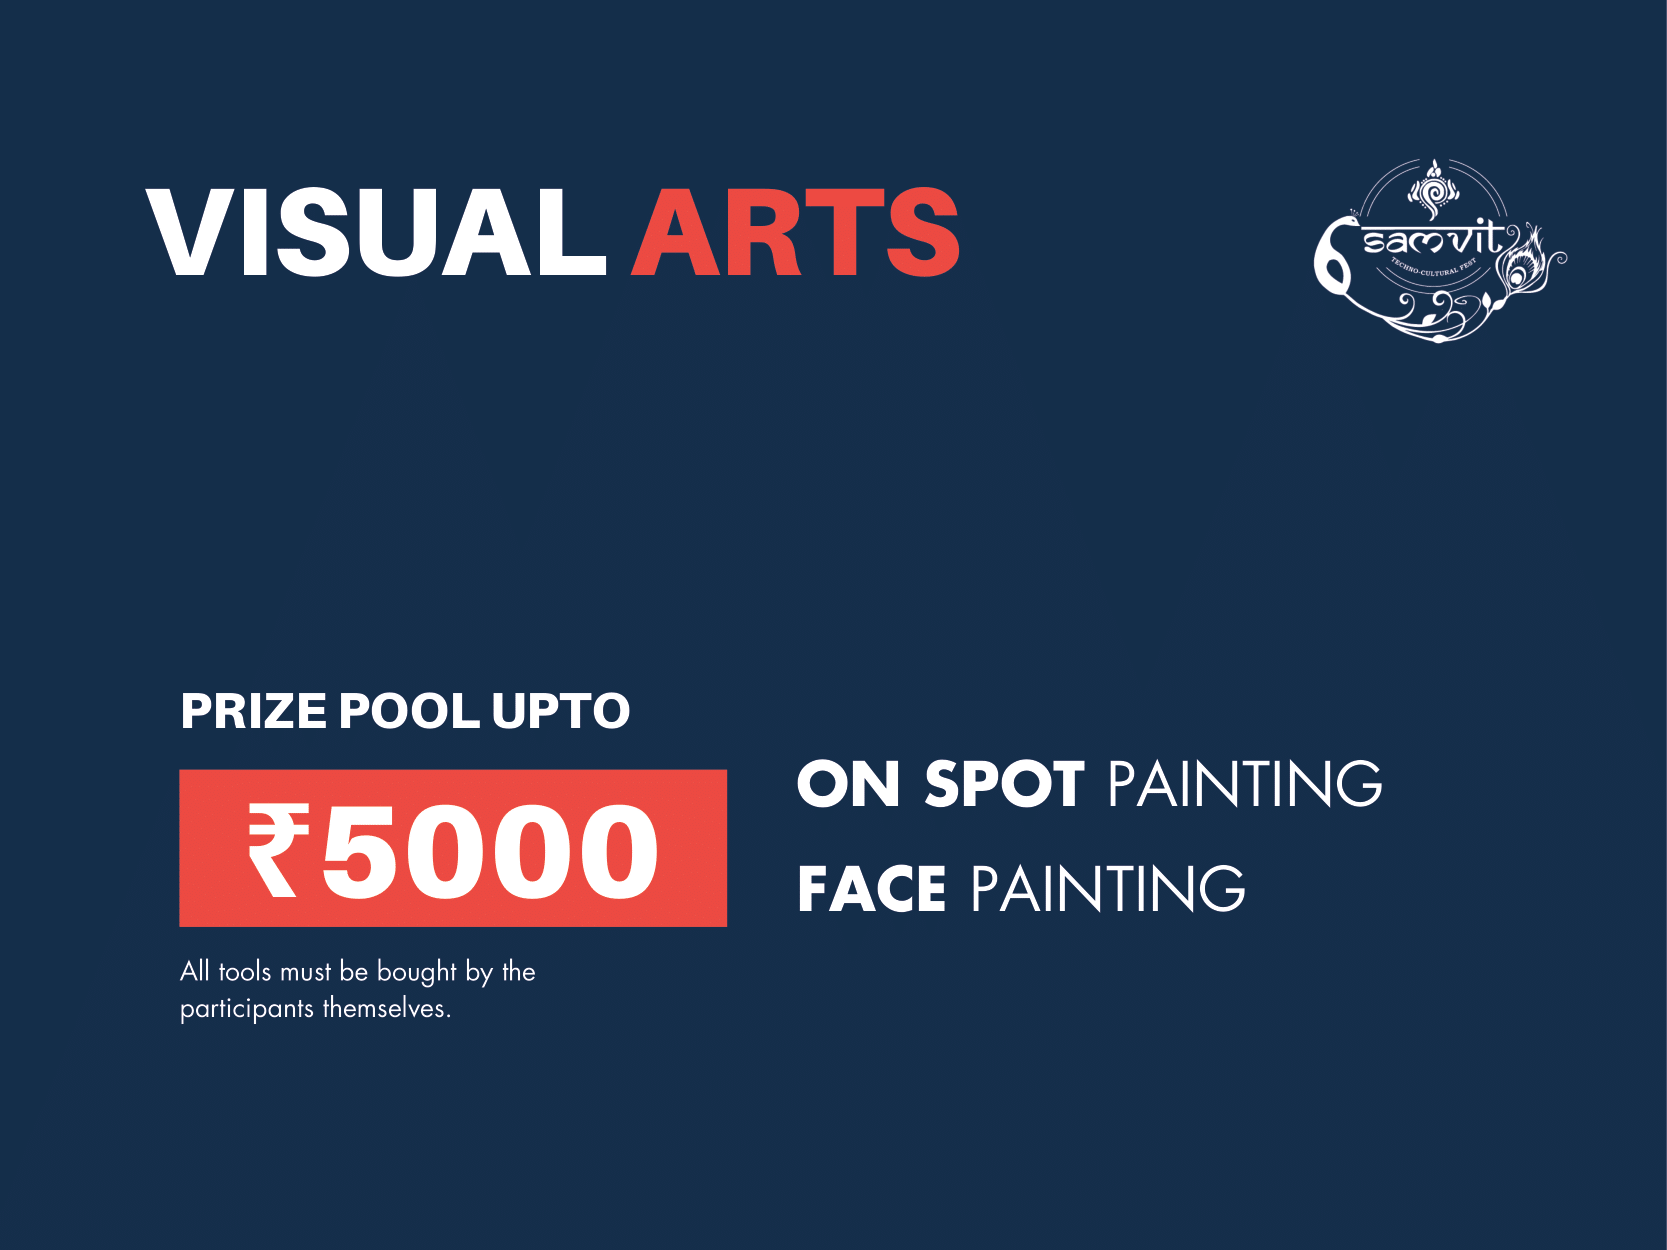 VISUAL ARTS
samvit
TECHNO-CULTURAL FEST
PRIZE POOL UPTO
₹5000
All tools must be bought by the
participants themselves.
ON SPOT PAINTING
FACE PAINTING